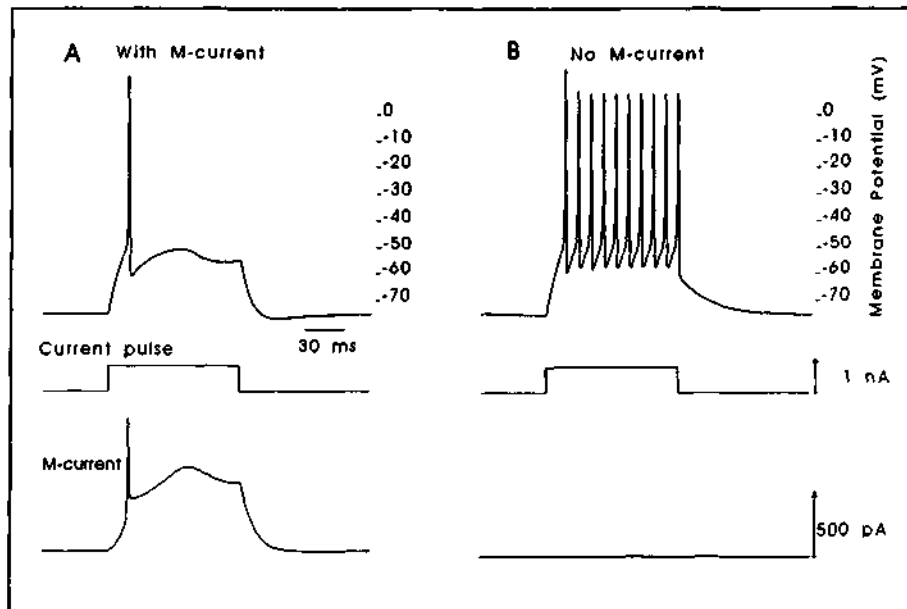 A With M-current
B No M-current
0
-10
-20
-30
-40
-50
-60
-70
0
-10
-20
-30
-40
-50
-60
-70
Membrane Potential (mV)
30 ms
Current pulse
1 nA
M-current
500 pA